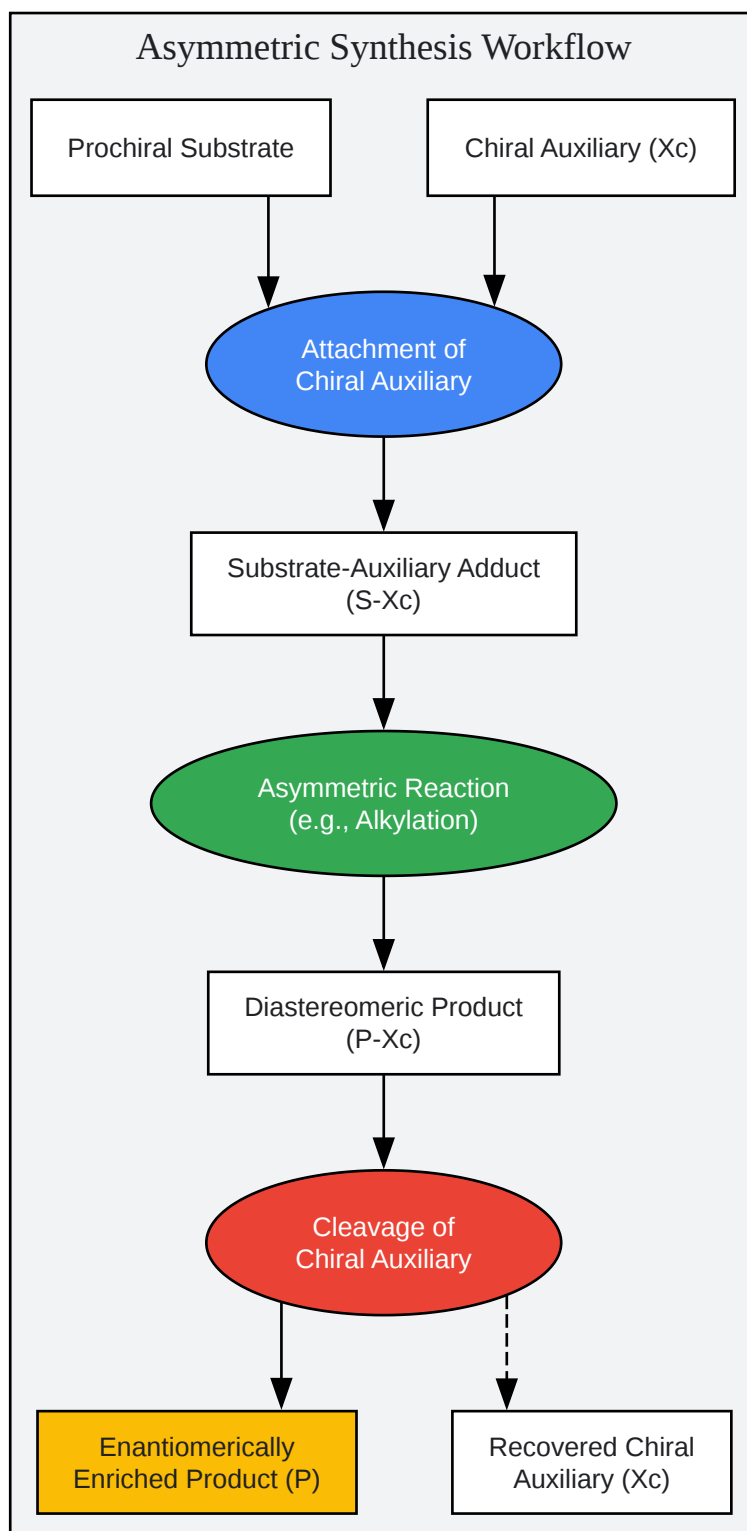 Asymmetric Synthesis Workflow
Prochiral Substrate
Chiral Auxiliary (Xc)
Attachment of
Chiral Auxiliary
Substrate-Auxiliary Adduct
(S-Xc)
Asymmetric Reaction
(e.g., Alkylation)
Diastereomeric Product
(P-Xc)
Cleavage of
Chiral Auxiliary
Enantiomerically
Enriched Product (P)
Recovered Chiral
Auxiliary (Xc)